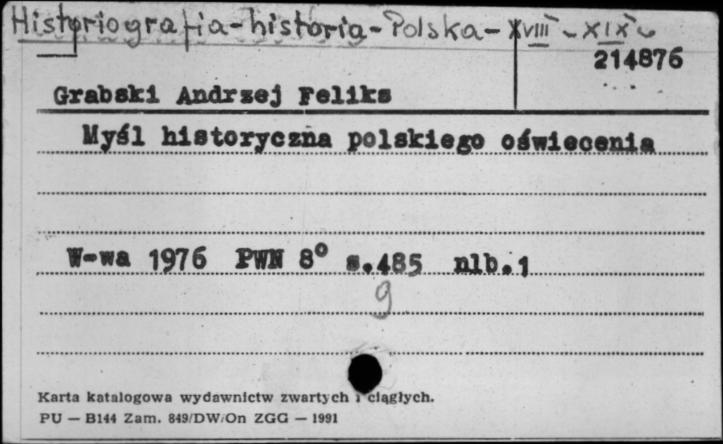 Historiografia-historia-Polska-XVIII-XIX w
214876
Grabski Andrzej Feliks
Myśl historyczna polskiego oświecenia
W-wa 1976 PWN 8° s.485 nlb.1
g
Karta katalogowa wydawnictw zwartych i ciągłych.
PU — B144 Zam. 849/DW/On ZGG — 1991